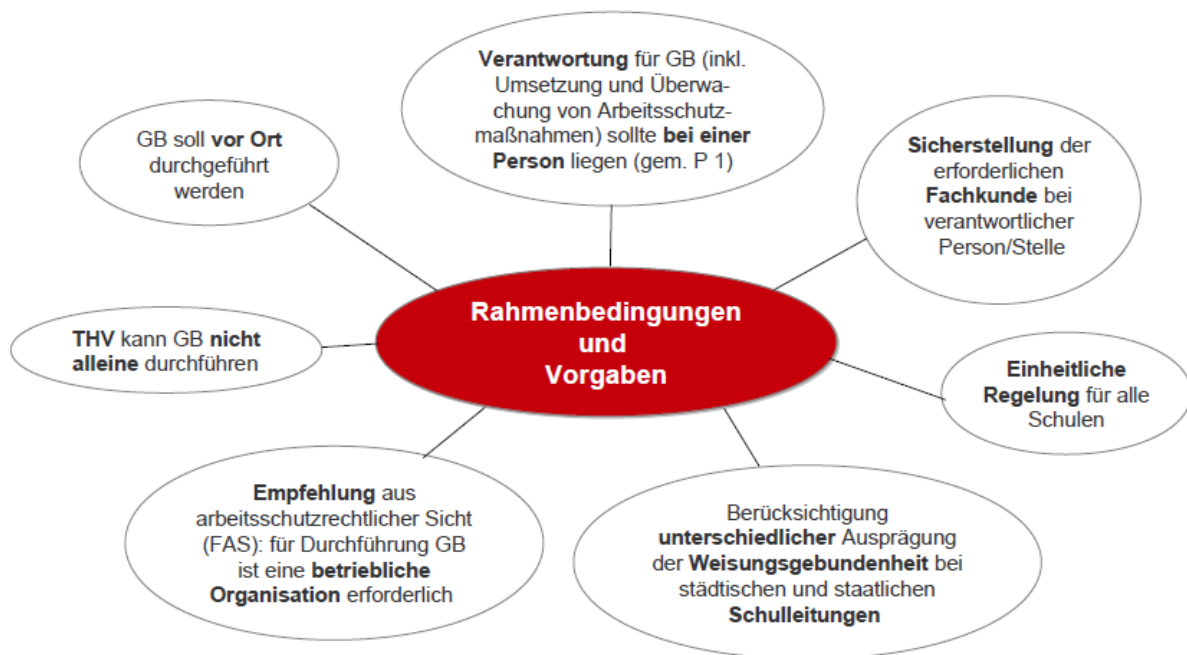 Verantwortung für GB (inkl.
Umsetzung und Überwa-
chung von Arbeitsschutz-
maßnahmen) sollte bei einer
Person liegen (gem. P 1)
GB soll vor Ort
durchgeführt
werden
Sicherstellung der
erforderlichen
Fachkunde bei
verantwortlicher
Person/Stelle
Rahmenbedingungen
und
Vorgaben
THV kann GB nicht
alleine durchführen
Einheitliche
Regelung für alle
Schulen
Empfehlung aus
arbeitsschutzrechtlicher Sicht
(FAS): für Durchführung GB
ist eine betriebliche
Organisation erforderlich
Berücksichtigung
unterschiedlicher Ausprägung
der Weisungsgebundenheit bei
städtischen und staatlichen
Schulleitungen